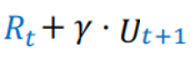 R_t + γ · U_{t+1}